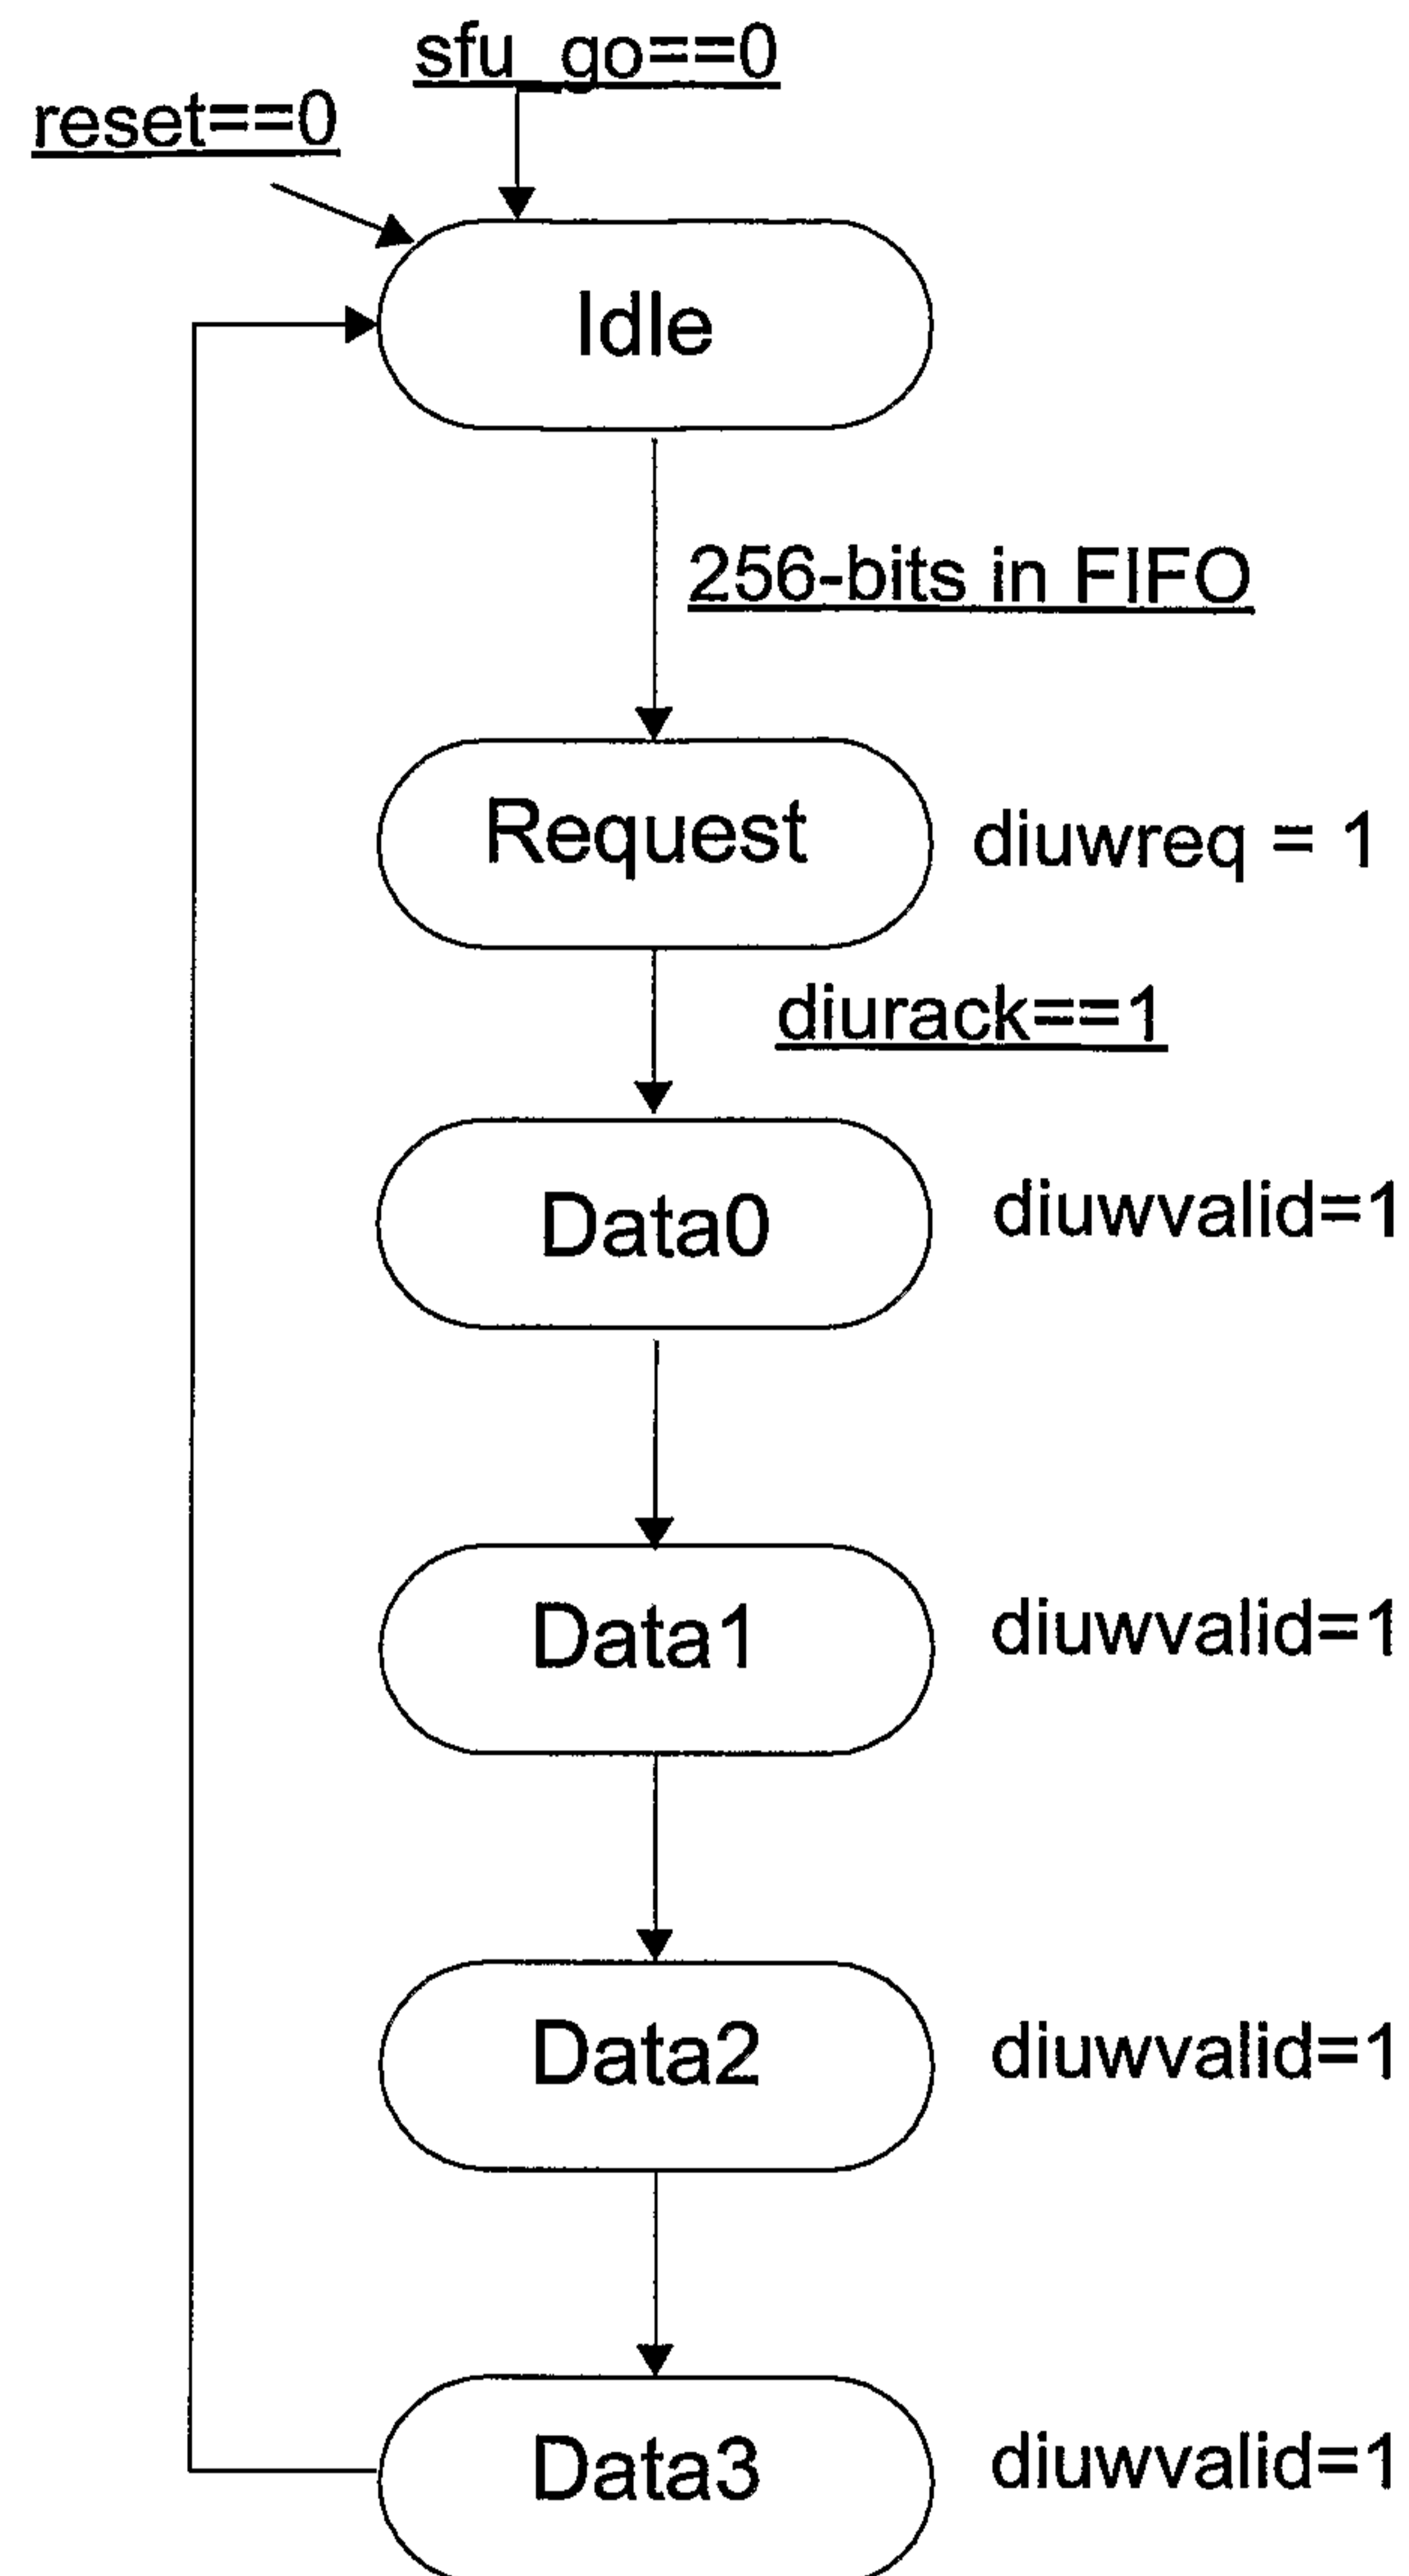 sfu_go==0
reset==0
Idle
256-bits in FIFO
Request
diuwreq = 1
diurack==1
Data0
diuwvalid=1
Data1
diuwvalid=1
Data2
diuwvalid=1
Data3
diuwvalid=1